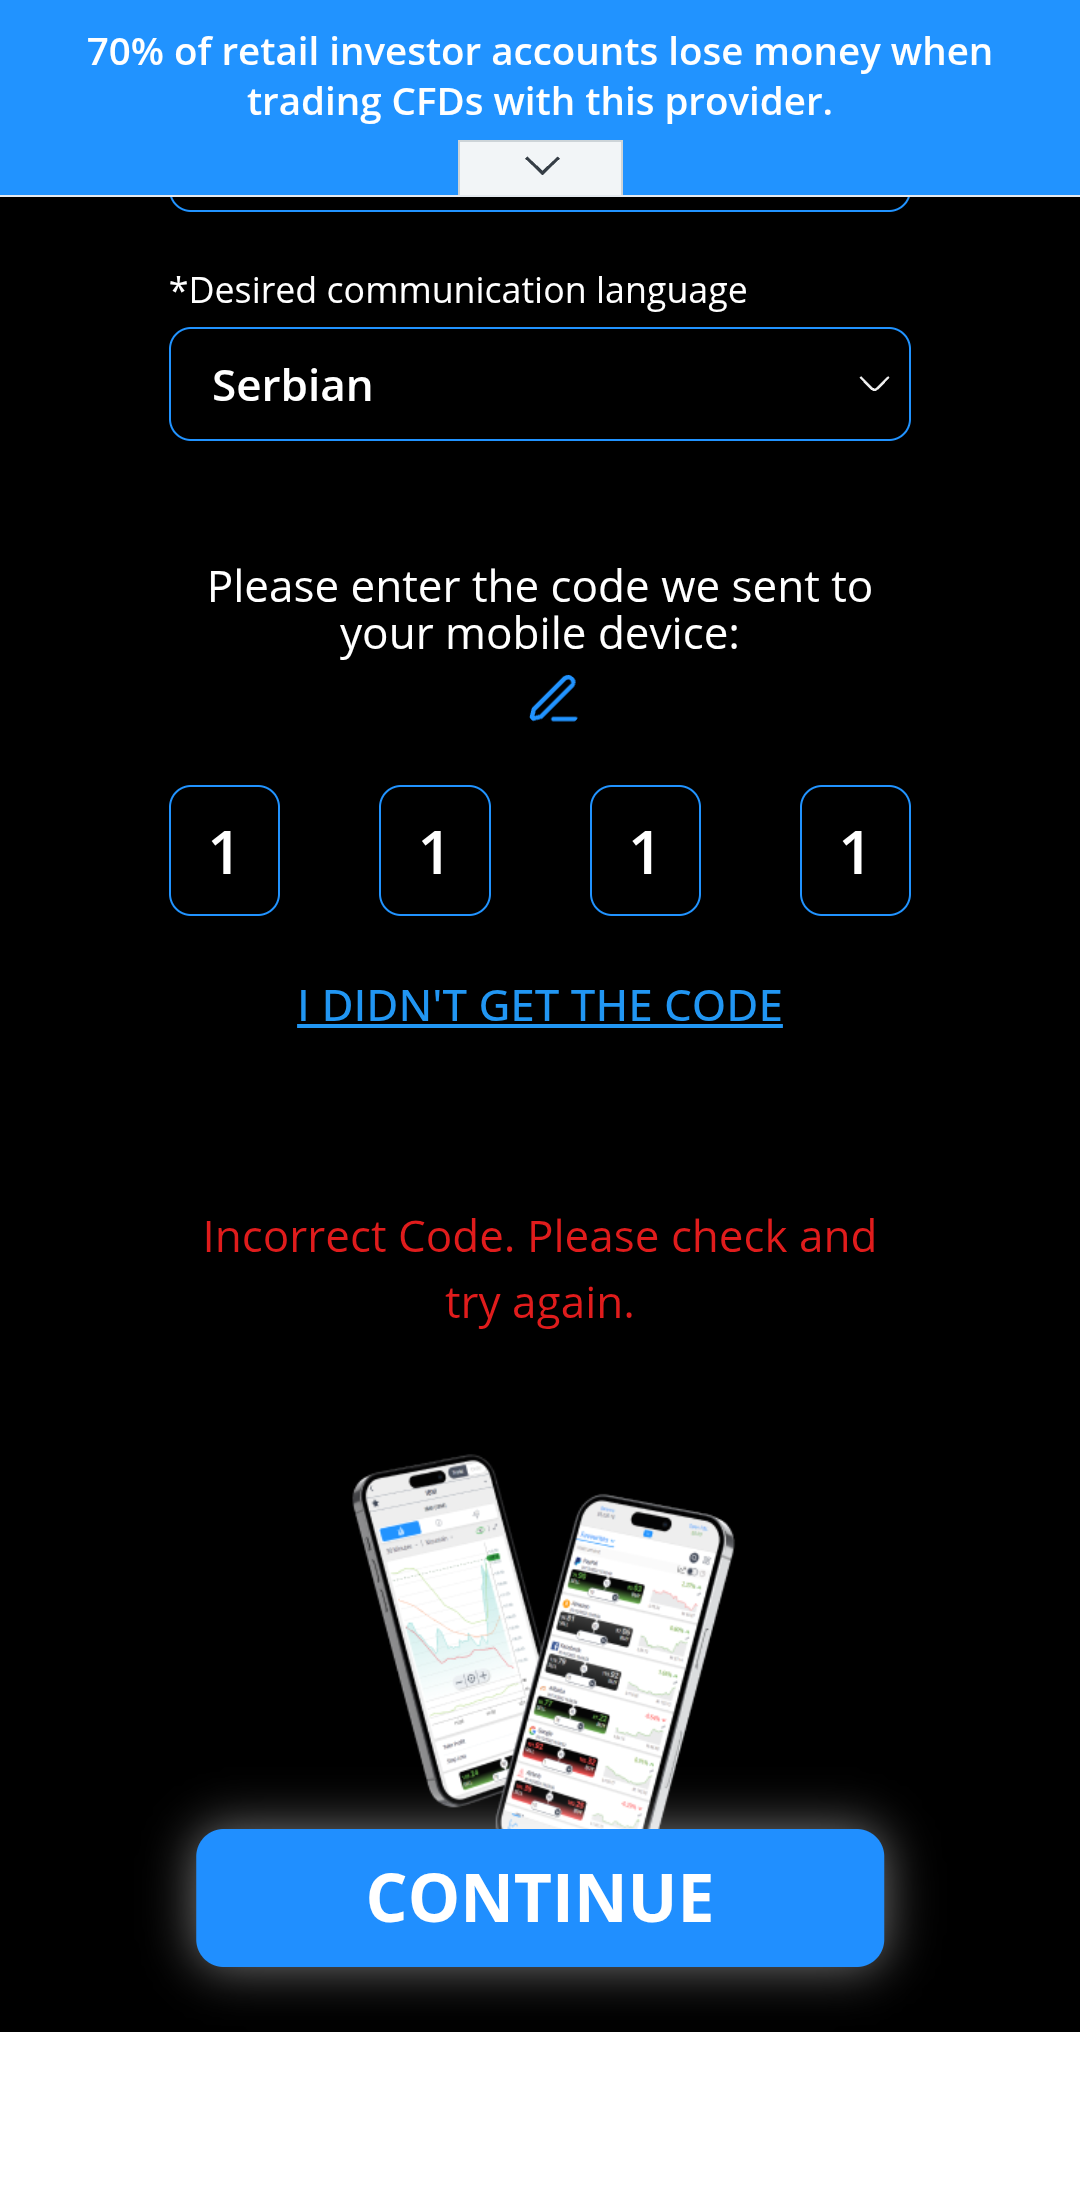 70% of retail investor accounts lose money when
trading CFDs with this provider.
*Desired communication language
Serbian
Please enter the code we sent to
your mobile device:
1 1 1 1
I DIDN'T GET THE CODE
Incorrect Code. Please check and
try again.
CONTINUE